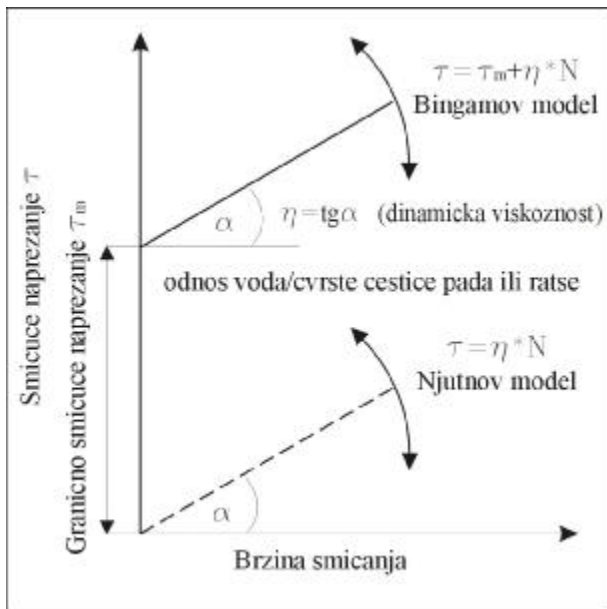 τ = τm+η*N
Bingamov model
α
η = tgα (dinamicka viskoznost)
odnos voda/cvrste cestice pada ili ratse
τ = η*N
Njutnov model
α
Brzina smicanja
Smicuce naprezanje τ
Granicno smicuce naprezanje τm